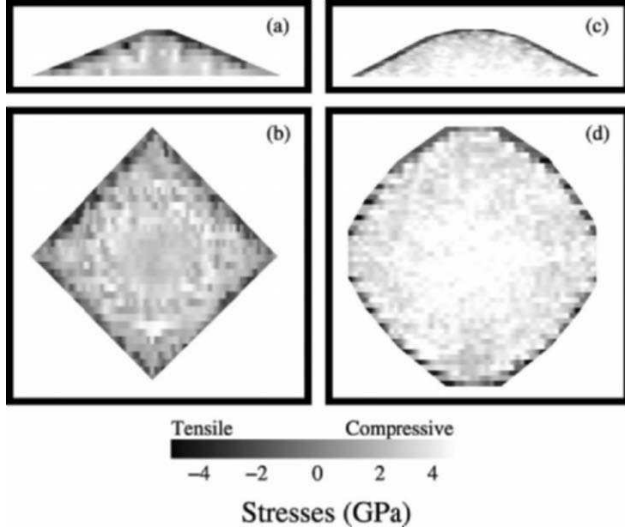 (a)
(c)
(b)
(d)
Tensile Compressive
−4 −2 0 2 4
Stresses (GPa)